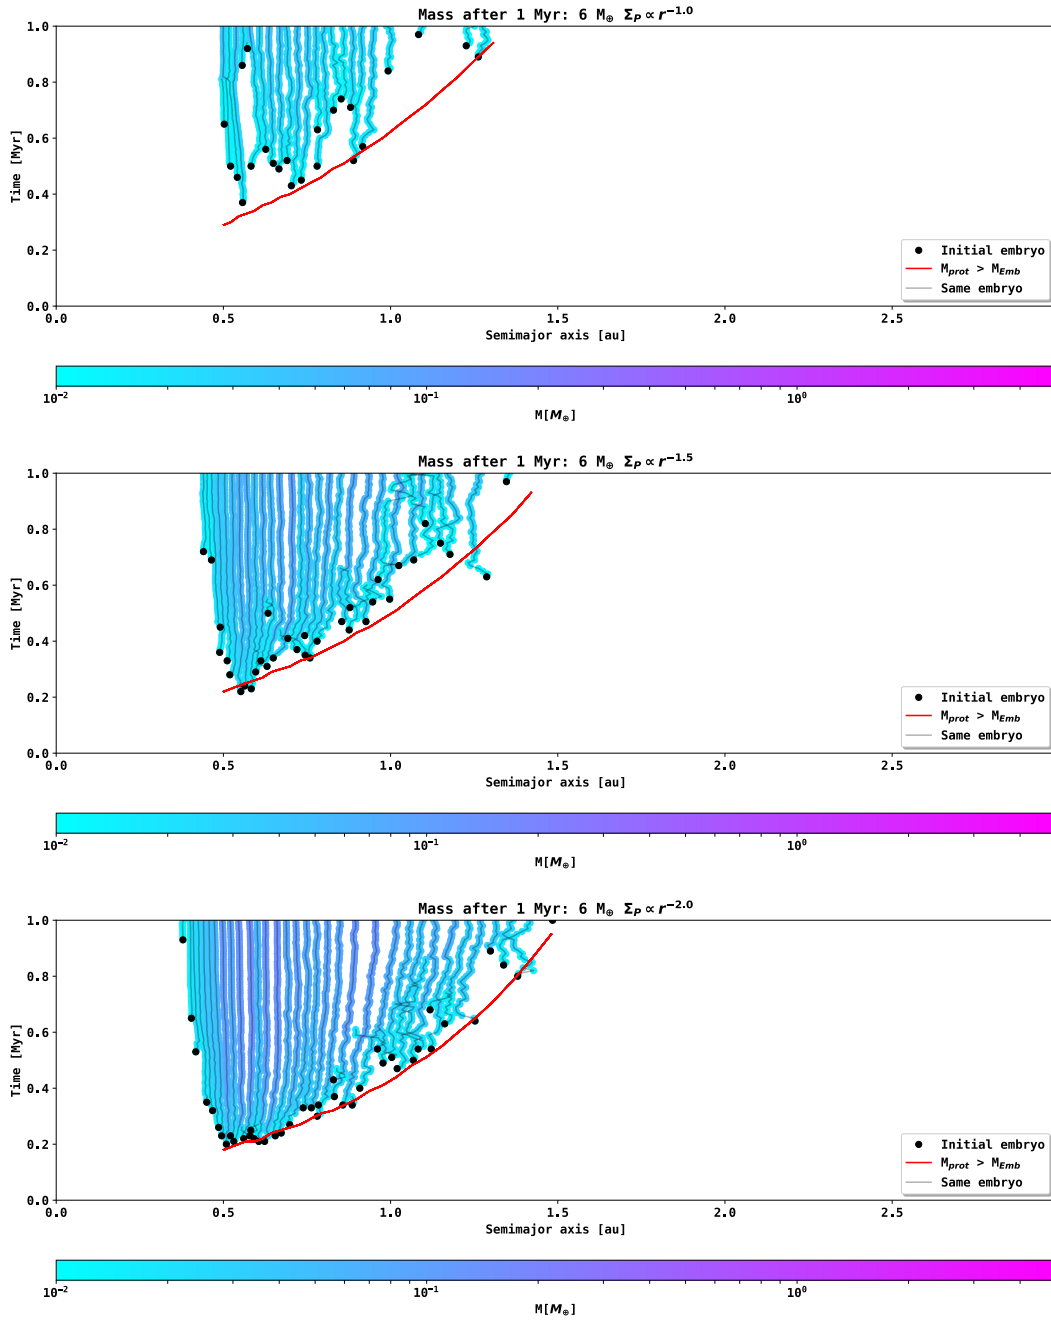 Mass after 1 Myr: 6 M⊕ Σ_P ∝ r^−1.0
1.0
0.8
0.6
0.4
0.2
0.0
Time [Myr]
Initial embryo
M_prot > M_Emb
Same embryo
0.0 0.5 1.0 1.5 2.0 2.5
Semimajor axis [au]
10^−2 10^−1 10^0
M[M⊕]
Mass after 1 Myr: 6 M⊕ Σ_P ∝ r^−1.5
1.0
0.8
0.6
0.4
0.2
0.0
Time [Myr]
Initial embryo
M_prot > M_Emb
Same embryo
0.0 0.5 1.0 1.5 2.0 2.5
Semimajor axis [au]
10^−2 10^−1 10^0
M[M⊕]
Mass after 1 Myr: 6 M⊕ Σ_P ∝ r^−2.0
1.0
0.8
0.6
0.4
0.2
0.0
Time [Myr]
Initial embryo
M_prot > M_Emb
Same embryo
0.0 0.5 1.0 1.5 2.0 2.5
Semimajor axis [au]
10^−2 10^−1 10^0
M[M⊕]